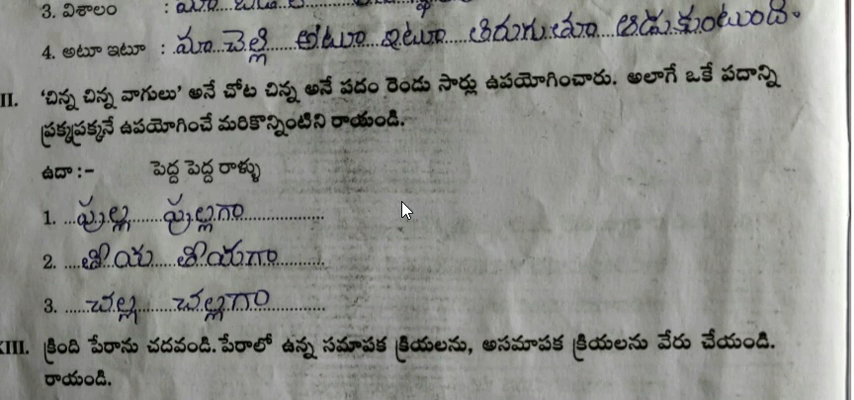 3. విశాలం :
4. అటూ ఇటూ : మా చెల్లి అటూ ఇటూ తిరుగుతూ ఆడుకుంటుంది.
II. ‘చిన్న చిన్న వాగులు’ అనే చోట చిన్న అనే పదం రెండు సార్లు ఉపయోగించారు. అలాగే ఒకే పదాన్ని
ప్రక్కప్రక్కనే ఉపయోగించే మరికొన్నింటిని రాయండి.
ఉదా :- పెద్ద పెద్ద రాళ్ళు
1. పుల్ల పుల్లగా
2. తీయ తీయగా
3. చల్ల చల్లగా
XIII. క్రింది పేరాను చదవండి. పేరాలో ఉన్న సమాపక క్రియలను, అసమాపక క్రియలను వేరు చేయండి.
రాయండి.